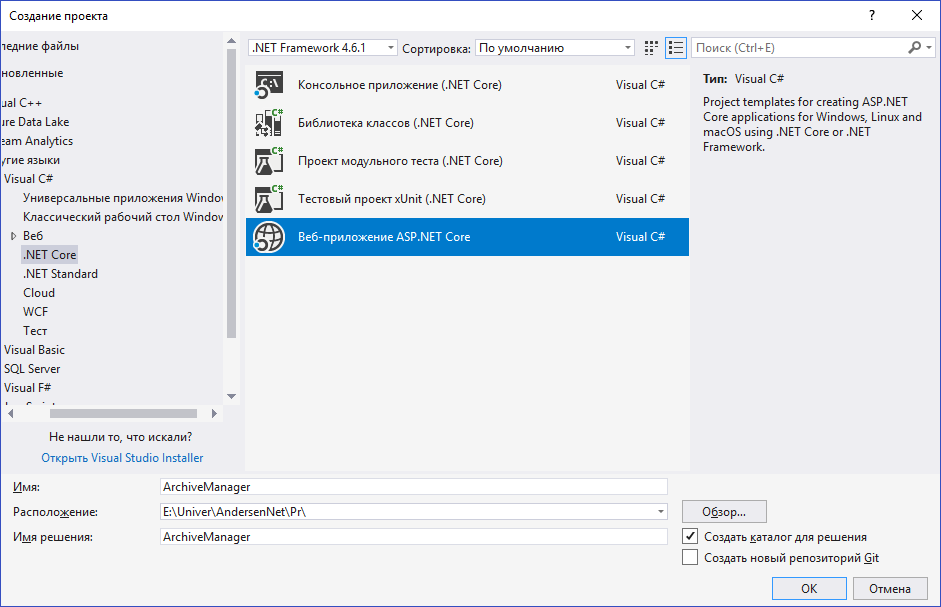 Создание проекта
?
ледние файлы
новленные
ual C++
ure Data Lake
eam Analytics
угие языки
Visual C#
Универсальные приложения Windov
Классический рабочий стол Window
Веб
.NET Core
.NET Standard
Cloud
WCF
Тест
Visual Basic
SQL Server
Visual F#
Не нашли то, что искали?
Открыть Visual Studio Installer
.NET Framework 4.6.1
Сортировка:
По умолчанию
Поиск (Ctrl+E)
Консольное приложение (.NET Core)
Visual C#
Библиотека классов (.NET Core)
Visual C#
Проект модульного теста (.NET Core)
Visual C#
Тестовый проект xUnit (.NET Core)
Visual C#
Веб-приложение ASP.NET Core
Visual C#
Тип: Visual C#
Project templates for creating ASP.NET
Core applications for Windows, Linux and
macOS using .NET Core or .NET
Framework.
Имя:
ArchiveManager
Расположение:
E:\Univer\AndersenNet\Pr\
Обзор...
Имя решения:
ArchiveManager
Создать каталог для решения
Создать новый репозиторий Git
OK
Отмена